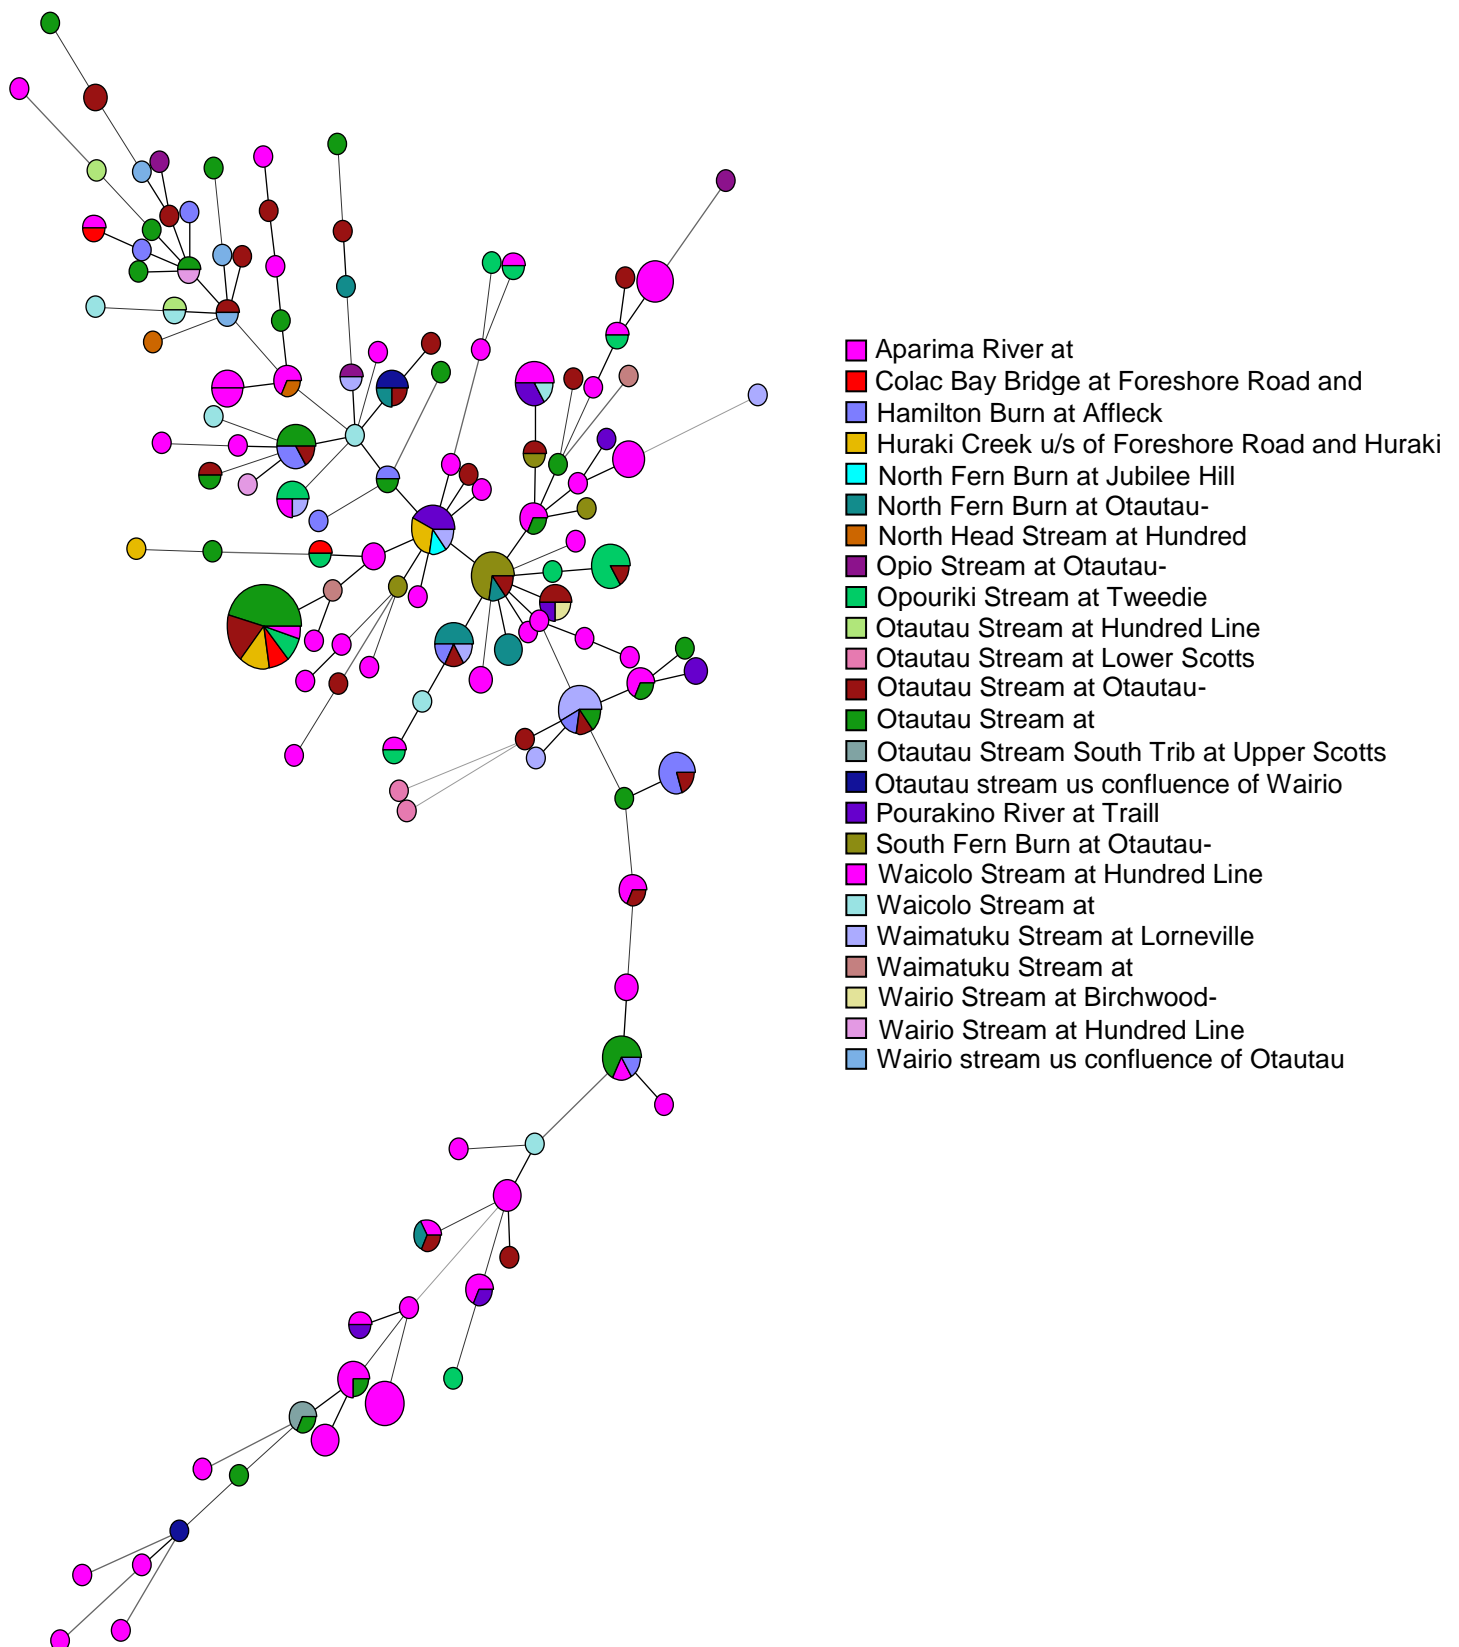 Aparima River at
Colac Bay Bridge at Foreshore Road and
Hamilton Burn at Affleck
Huraki Creek u/s of Foreshore Road and Huraki
North Fern Burn at Jubilee Hill
North Fern Burn at Otautau-
North Head Stream at Hundred
Opio Stream at Otautau-
Opouriki Stream at Tweedie
Otautau Stream at Hundred Line
Otautau Stream at Lower Scotts
Otautau Stream at Otautau-
Otautau Stream at
Otautau Stream South Trib at Upper Scotts
Otautau stream us confluence of Wairio
Pourakino River at Traill
South Fern Burn at Otautau-
Waicolo Stream at Hundred Line
Waicolo Stream at
Waimatuku Stream at Lorneville
Waimatuku Stream at
Wairio Stream at Birchwood-
Wairio Stream at Hundred Line
Wairio stream us confluence of Otautau